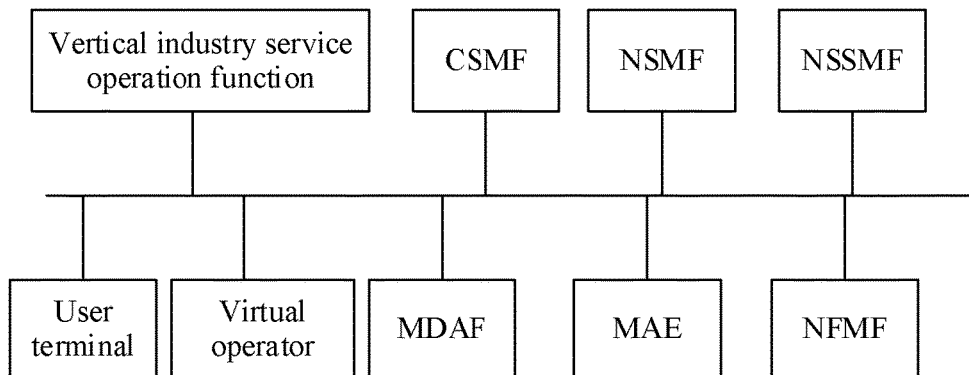 Vertical industry service
operation function
CSMF
NSMF
NSSMF
User
terminal
Virtual
operator
MDAF
MAE
NFMF